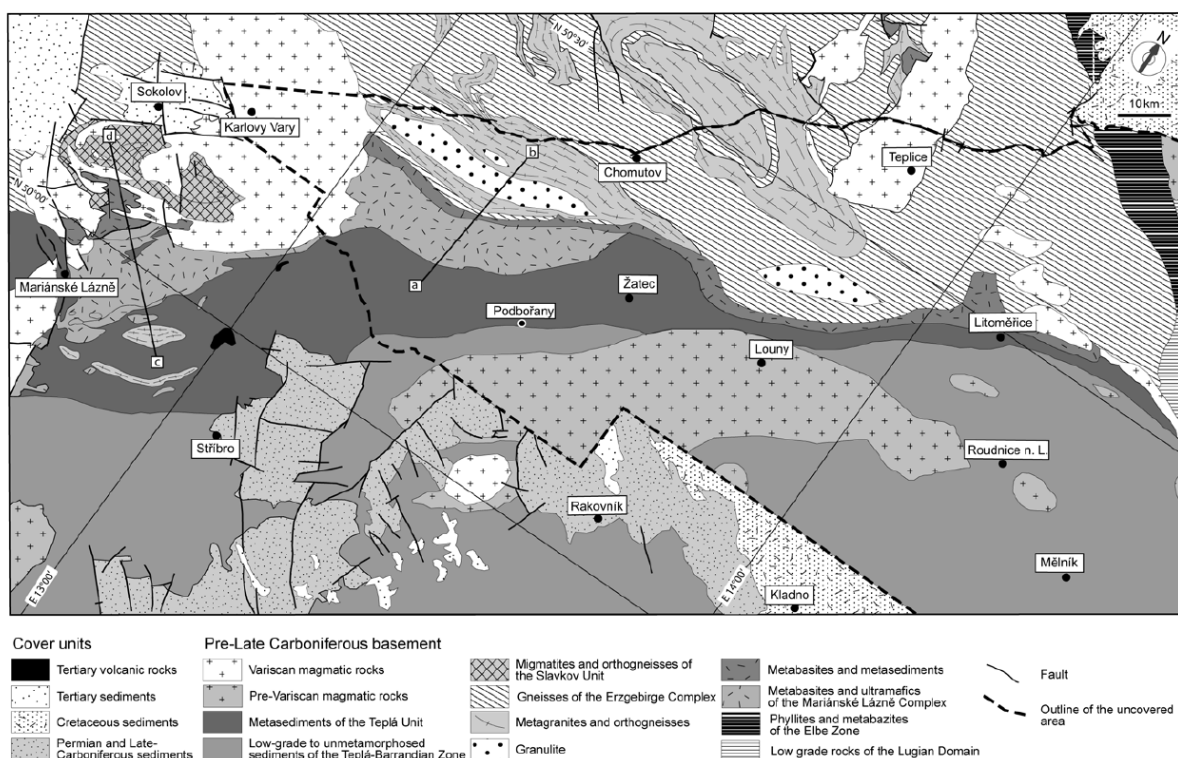 N 50°30'
N
10km
Sokolov
Karlovy Vary
d
b
Chomutov
Teplice
N 50°00'
Mariánské Lázně
a
Žatec
Podbořany
Litoměřice
Louny
c
Stříbro
Roudnice n. L.
Rakovník
Mělník
E 13°00'
E 14°00'
Kladno
Cover units
Tertiary volcanic rocks
Tertiary sediments
Cretaceous sediments
Permian and Late-
Carboniferous sediments
Pre-Late Carboniferous basement
Variscan magmatic rocks
Pre-Variscan magmatic rocks
Metasediments of the Teplá Unit
Low-grade to unmetamorphosed
sediments of the Teplá-Barrandian Zone
Migmatites and orthogneisses of
the Slavkov Unit
Gneisses of the Erzgebirge Complex
Metagranites and orthogneisses
Granulite
Metabasites and metasediments
Metabasites and ultramafics
of the Mariánské Lázně Complex
Phyllites and metabazites
of the Elbe Zone
Low grade rocks of the Lugian Domain
Fault
Outline of the uncovered
area